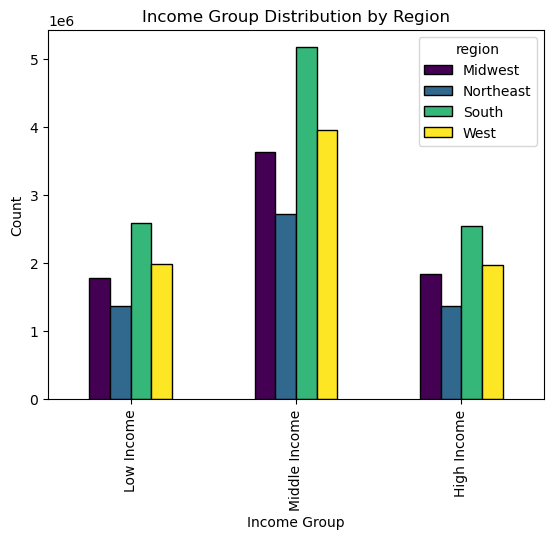 Income Group Distribution by Region
1e6
5
4
3
2
1
0
Count
region
Midwest
Northeast
South
West
Low Income
Middle Income
High Income
Income Group